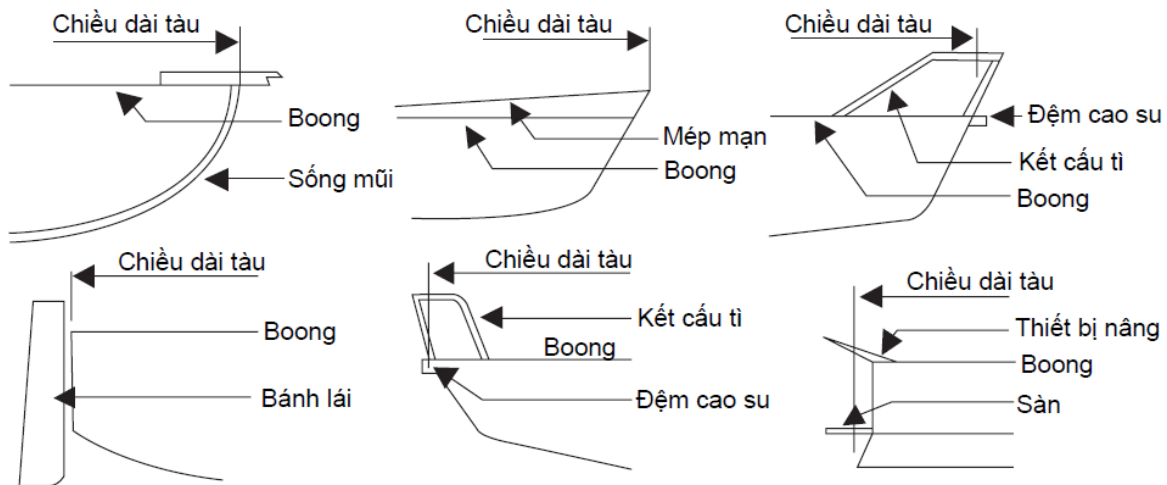 Chiều dài tàu
Boong
Sống mũi
Chiều dài tàu
Mép mạn
Boong
Chiều dài tàu
Đệm cao su
Kết cấu tì
Boong
Chiều dài tàu
Boong
Bánh lái
Chiều dài tàu
Kết cấu tì
Boong
Đệm cao su
Chiều dài tàu
Thiết bị nâng
Boong
Sàn